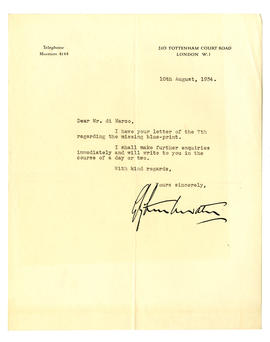 Telephone
Museum 4144
210 TOTTENHAM COURT ROAD
LONDON W.1
10th August, 1934.
Dear Mr. di Marco,
I have your letter of the 7th
regarding the missing blue-print.
I shall make further enquiries
immediately and will write to you in the
course of a day or two.
With kind regards,
Yours sincerely,